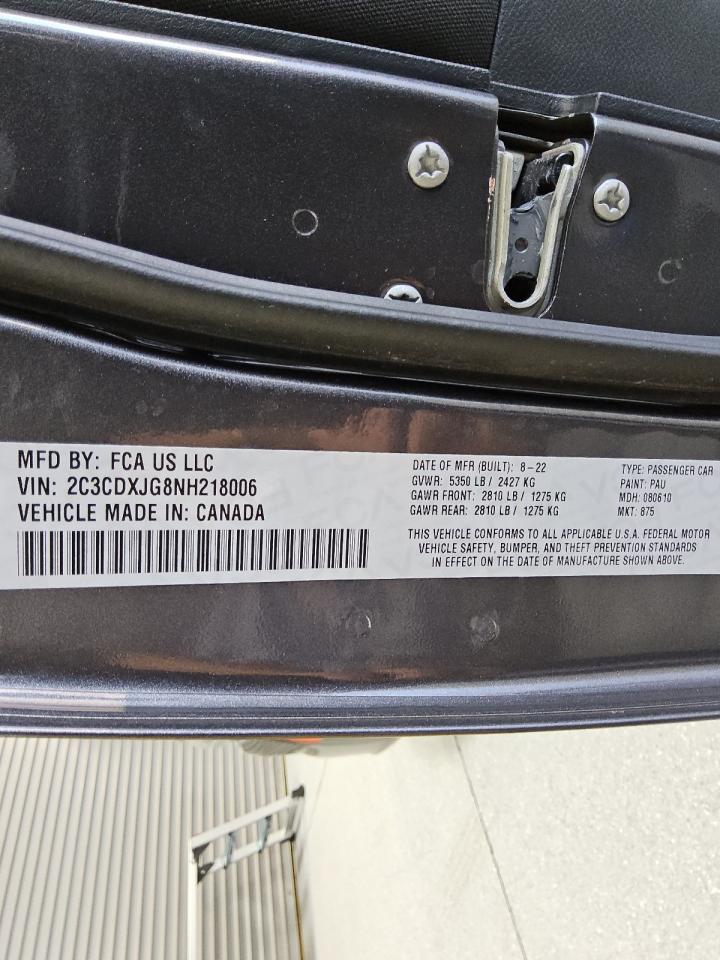 MFD BY: FCA US LLC
VIN: 2C3CDXJG8NH218006
VEHICLE MADE IN: CANADA
DATE OF MFR (BUILT): 8-22
GVWR: 5350 LB / 2427 KG
GAWR FRONT: 2810 LB / 1275 KG
GAWR REAR: 2810 LB / 1275 KG
TYPE: PASSENGER CAR
PAINT: PAU
MDH: 080610
MKT: 875
THIS VEHICLE CONFORMS TO ALL APPLICABLE U.S.A. FEDERAL MOTOR
VEHICLE SAFETY, BUMPER, AND THEFT PREVENTION STANDARDS
IN EFFECT ON THE DATE OF MANUFACTURE SHOWN ABOVE.